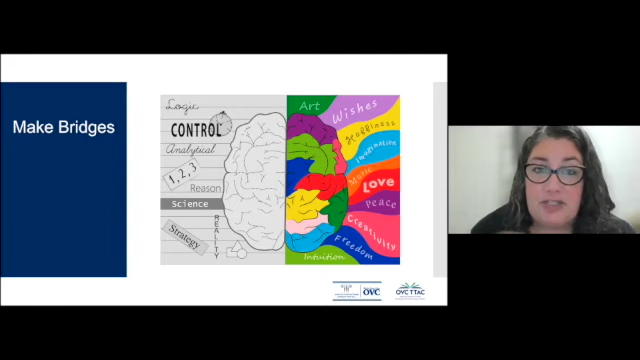 Make Bridges
Logic
CONTROL
Analytical
1, 2, 3
Reason
Science
REALITY
Strategy
Art
Wishes
Happiness
Imagination
Music
Love
Peace
Creativity
Freedom
Intuition
OVC
OVC TTAC